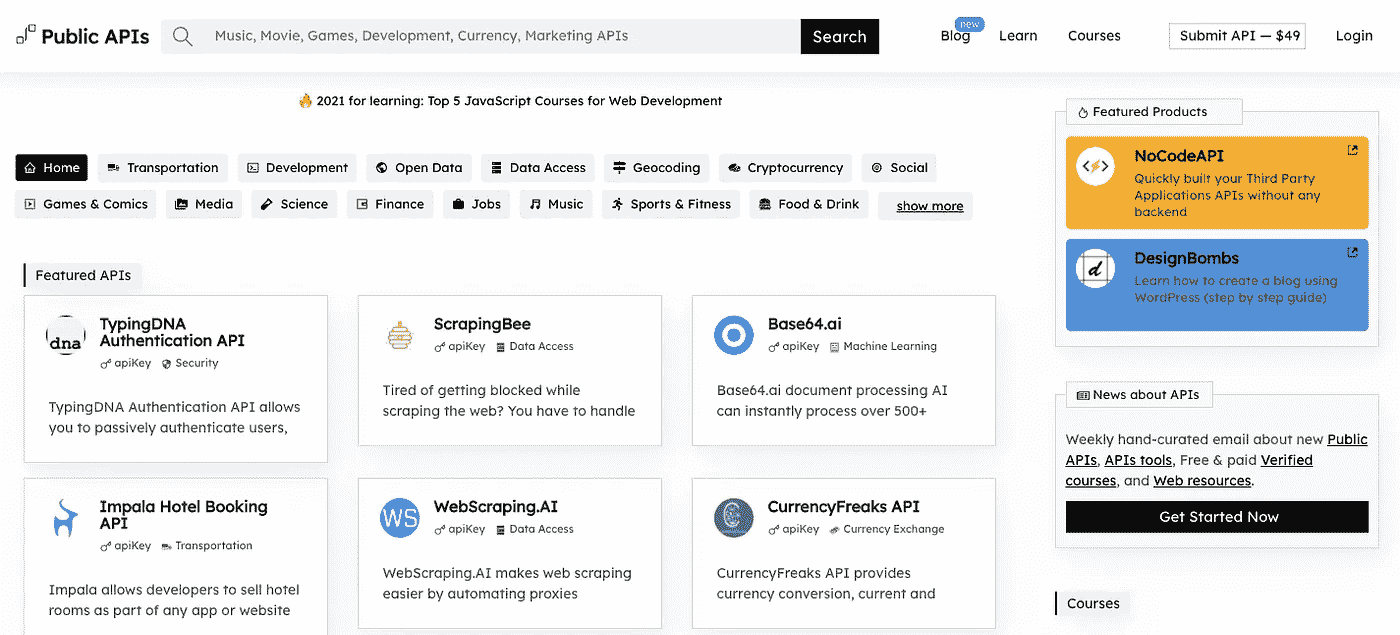 Public APIs
Music, Movie, Games, Development, Currency, Marketing APIs
Search
Blog
new
Learn
Courses
Submit API — $49
Login
🔥 2021 for learning: Top 5 JavaScript Courses for Web Development
Home
Transportation
Development
Open Data
Data Access
Geocoding
Cryptocurrency
Social
Games & Comics
Media
Science
Finance
Jobs
Music
Sports & Fitness
Food & Drink
show more
Featured APIs
dna
TypingDNA
Authentication API
apiKey
Security
TypingDNA Authentication API allows
you to passively authenticate users,
ScrapingBee
apiKey
Data Access
Tired of getting blocked while
scraping the web? You have to handle
Base64.ai
apiKey
Machine Learning
Base64.ai document processing AI
can instantly process over 500+
Impala Hotel Booking
API
apiKey
Transportation
Impala allows developers to sell hotel
rooms as part of any app or website
WS
WebScraping.AI
apiKey
Data Access
WebScraping.AI makes web scraping
easier by automating proxies
CurrencyFreaks API
apiKey
Currency Exchange
CurrencyFreaks API provides
currency conversion, current and
Featured Products
NoCodeAPI
Quickly built your Third Party
Applications APIs without any
backend
d
DesignBombs
Learn how to create a blog using
WordPress (step by step guide)
News about APIs
Weekly hand-curated email about new Public
APIs, APIs tools, Free & paid Verified
courses, and Web resources.
Get Started Now
Courses